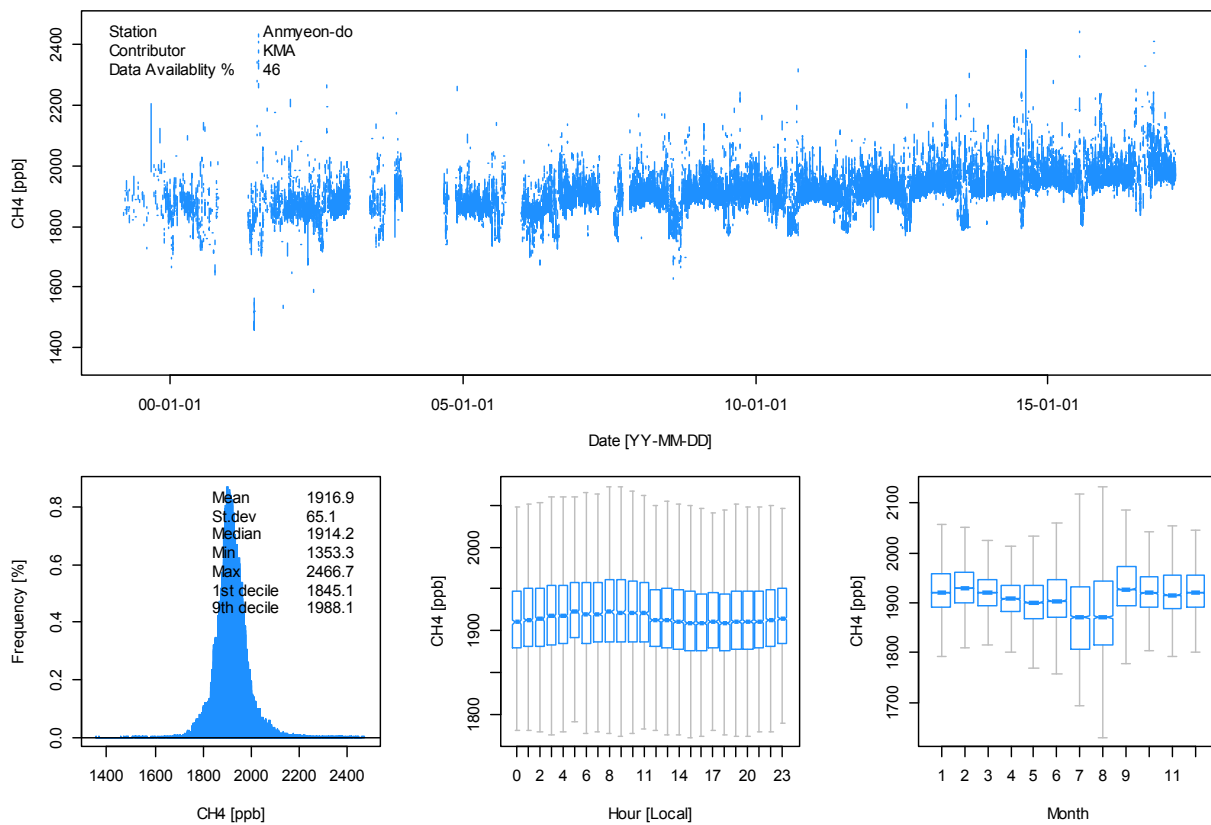 Station Anmyeon-do
Contributor KMA
Data Availablity % 46
CH4 [ppb]
2400
2200
2000
1800
1600
1400
00-01-01 05-01-01 10-01-01 15-01-01
Date [YY-MM-DD]
Frequency [%]
0.8
0.6
0.4
0.2
0.0
Mean 1916.9
St.dev 65.1
Median 1914.2
Min 1353.3
Max 2466.7
1st decile 1845.1
9th decile 1988.1
1400 1600 1800 2000 2200 2400
CH4 [ppb]
CH4 [ppb]
2000
1900
1800
0 2 4 6 8 11 14 17 20 23
Hour [Local]
CH4 [ppb]
2100
2000
1900
1800
1700
1 2 3 4 5 6 7 8 9 11
Month